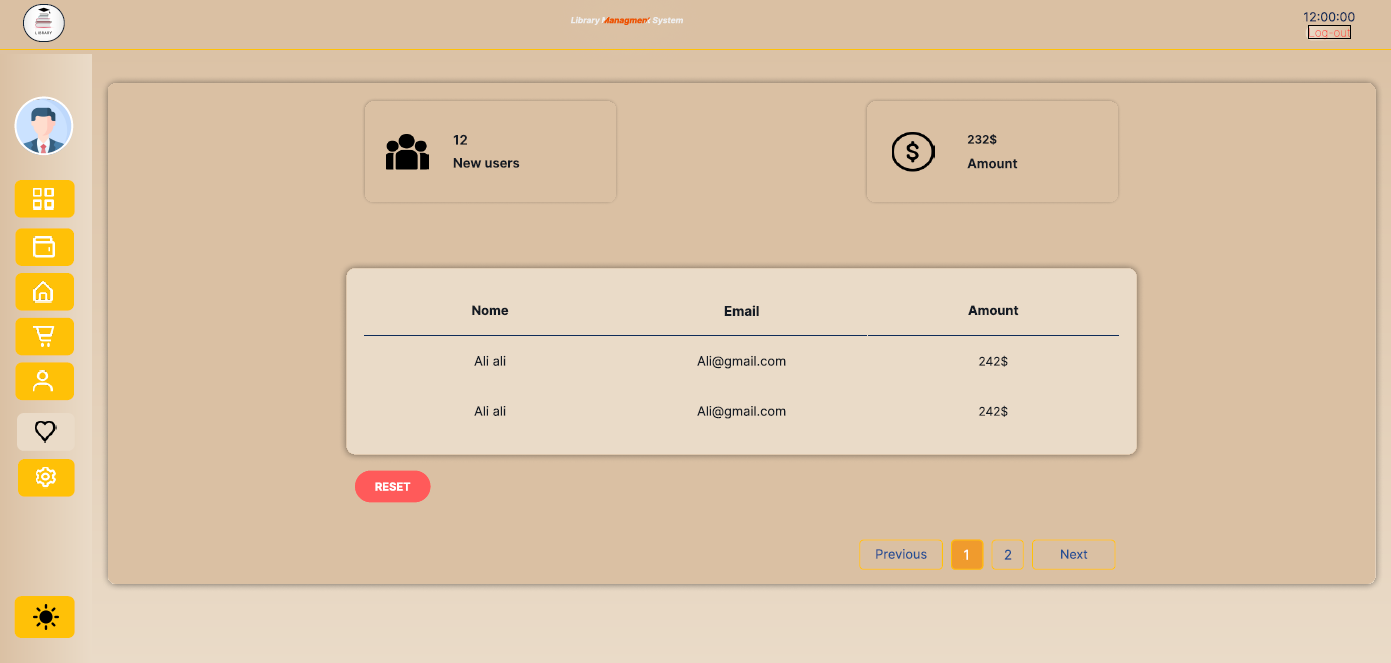 LIBRARY
Library Managment System
12:00:00
Log-out
12
New users
232$
Amount
Nome Email Amount
Ali ali Ali@gmail.com 242$
Ali ali Ali@gmail.com 242$
RESET
Previous 1 2 Next